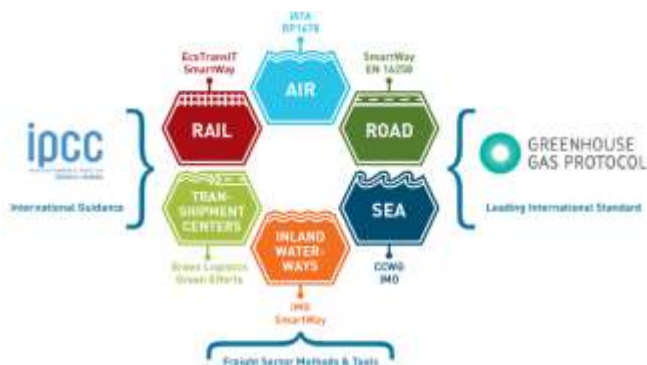 IATA
RP1678
EcoTransIT
SmartWay
SmartWay
EN 16258
AIR
RAIL
ROAD
ipcc
International Guidance
GREENHOUSE
GAS PROTOCOL
Leading International Standard
TRAN-
SHIPMENT
CENTERS
SEA
INLAND
WATER-
WAYS
Green Logistics
Green Efforts
CCWG
IMO
IMO
SmartWay
Freight Sector Methods & Tools